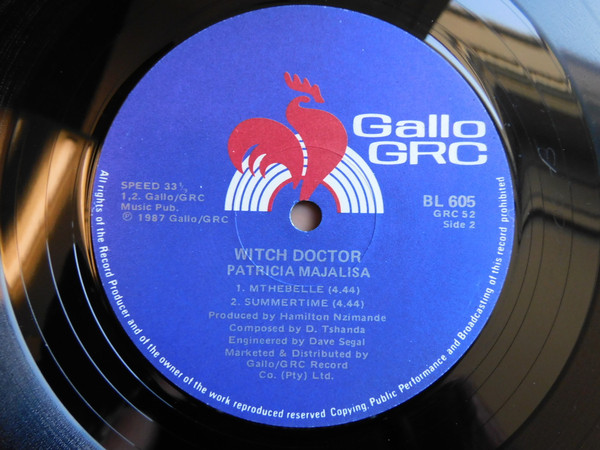 Gallo
GRC
SPEED 33⅓
1,2. Gallo/GRC
Music Pub.
℗ 1987 Gallo/GRC
BL 605
GRC 52
Side 2
WITCH DOCTOR
PATRICIA MAJALISA
1. MTHEBELLE (4.44)
2. SUMMERTIME (4.44)
Produced by Hamilton Nzimande
Composed by D. Tshanda
Engineered by Dave Segal
Marketed & Distributed by
Gallo/GRC Record
Co. (Pty) Ltd.
All rights of the Record Producer and of the owner of the work reproduced reserved Copying, Public Performance and Broadcasting of this record prohibited